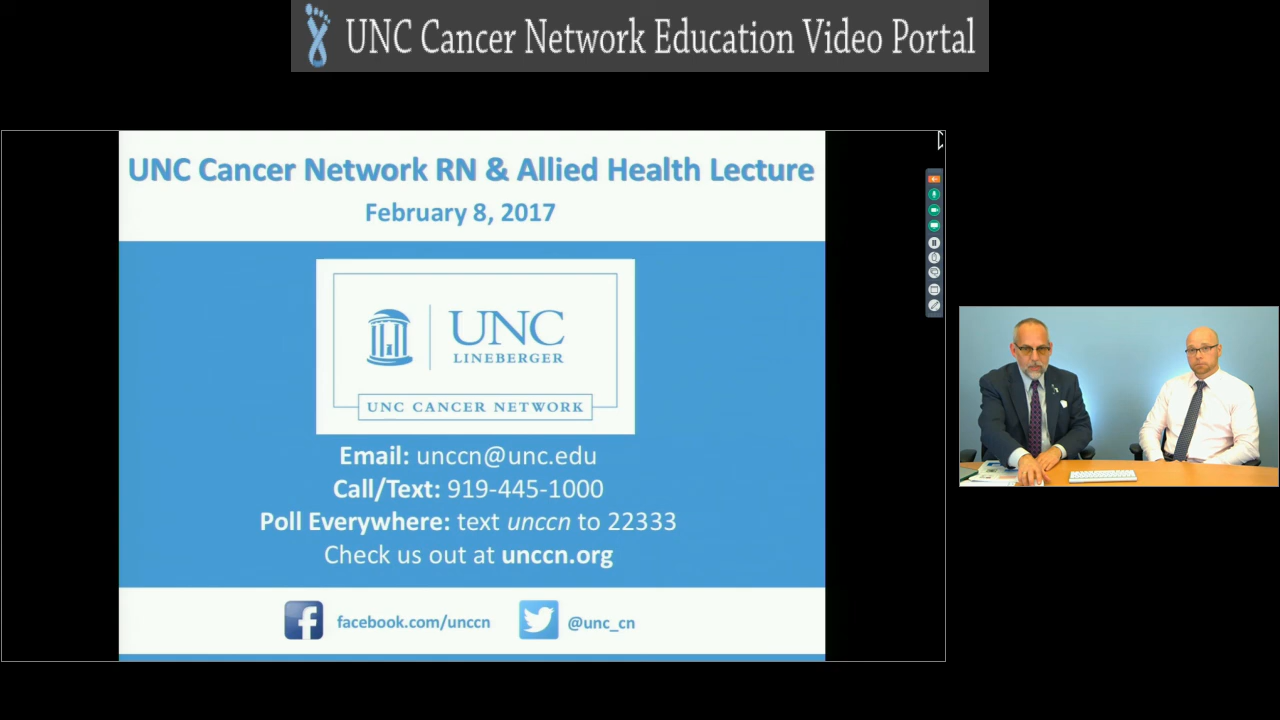 UNC Cancer Network Education Video Portal
UNC Cancer Network RN & Allied Health Lecture
February 8, 2017
UNC
LINEBERGER
UNC CANCER NETWORK
Email: unccn@unc.edu
Call/Text: 919-445-1000
Poll Everywhere: text unccn to 22333
Check us out at unccn.org
facebook.com/unccn
@unc_cn